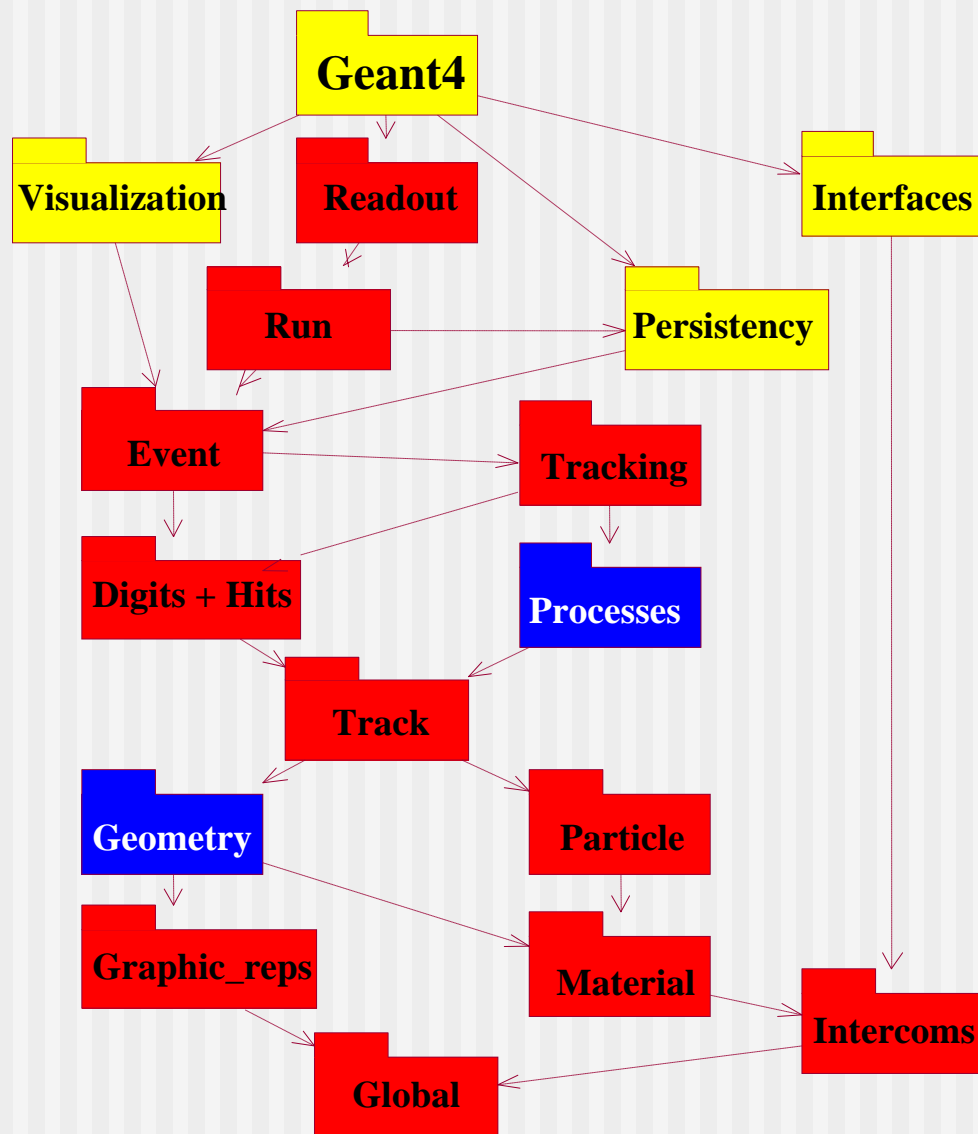 Geant4
Visualization
Readout
Interfaces
Run
Persistency
Event
Tracking
Digits + Hits
Processes
Track
Geometry
Particle
Graphic_reps
Material
Intercoms
Global